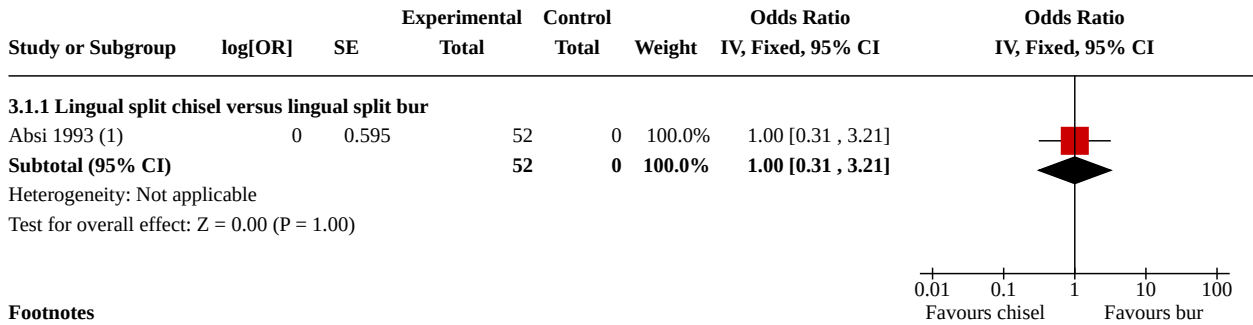 Experimental Control Odds Ratio Odds Ratio
Study or Subgroup log[OR] SE Total Total Weight IV, Fixed, 95% CI IV, Fixed, 95% CI
3.1.1 Lingual split chisel versus lingual split bur
Absi 1993 (1) 0 0.595 52 0 100.0% 1.00 [0.31 , 3.21]
Subtotal (95% CI) 52 0 100.0% 1.00 [0.31 , 3.21]
Heterogeneity: Not applicable
Test for overall effect: Z = 0.00 (P = 1.00)
0.01 0.1 1 10 100
Favours chisel Favours bur
Footnotes